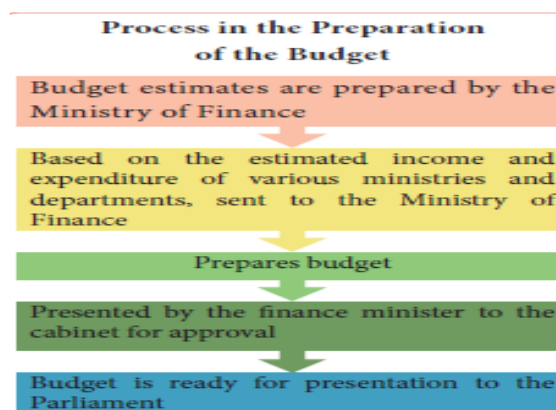 Process in the Preparation
of the Budget
Budget estimates are prepared by the
Ministry of Finance
Based on the estimated income and
expenditure of various ministries and
departments, sent to the Ministry of
Finance
Prepares budget
Presented by the finance minister to the
cabinet for approval
Budget is ready for presentation to the
Parliament